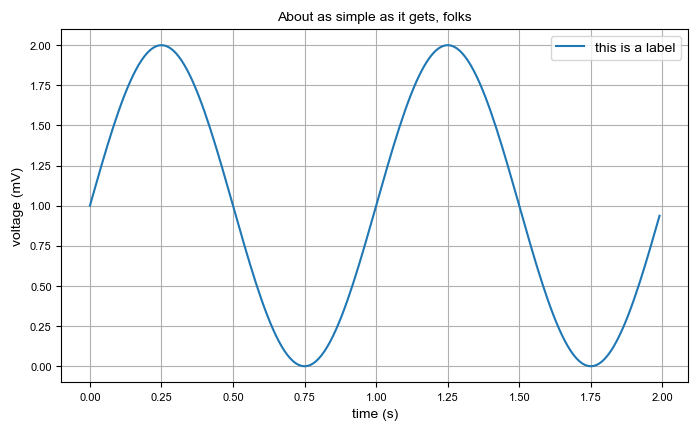 About as simple as it gets, folks
this is a label
voltage (mV)
2.00
1.75
1.50
1.25
1.00
0.75
0.50
0.25
0.00
0.00 0.25 0.50 0.75 1.00 1.25 1.50 1.75 2.00
time (s)